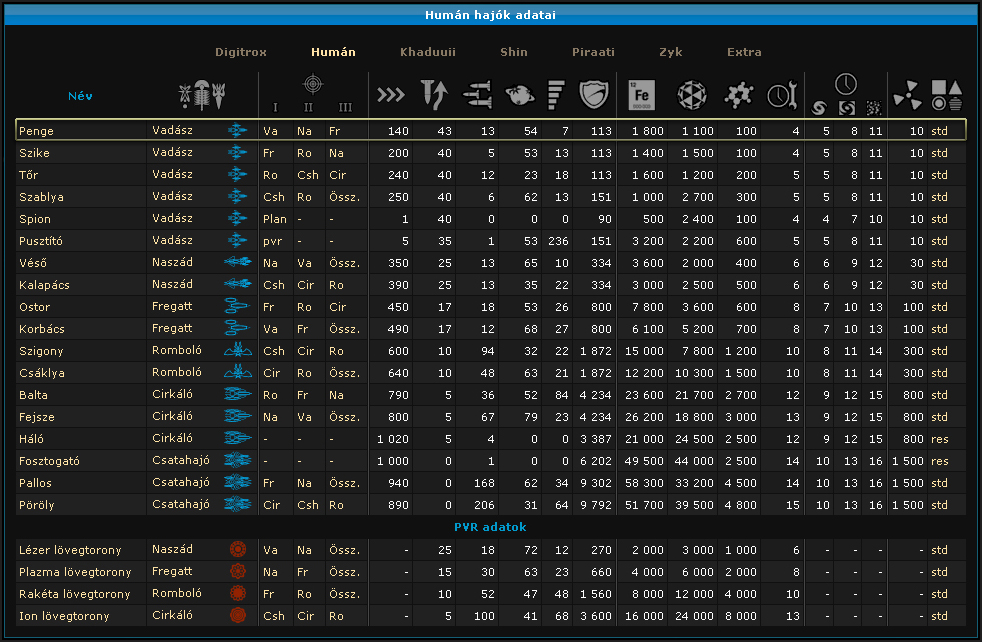 Humán hajók adatai
Digitrox Humán Khaduuii Shin Piraati Zyk Extra
Név I II III Fe
Penge Vadász Va Na Fr 140 43 13 54 7 113 1 800 1 100 100 4 5 8 11 10 std
Szike Vadász Fr Ro Na 200 40 5 53 13 113 1 400 1 500 100 4 5 8 11 10 std
Tőr Vadász Ro Csh Cir 240 40 12 23 18 113 1 600 1 200 200 5 5 8 11 10 std
Szablya Vadász Csh Ro Össz. 250 40 6 62 13 151 1 000 2 700 300 5 5 8 11 10 std
Spion Vadász Plan - - 1 40 0 0 0 90 500 2 400 100 4 4 7 10 10 std
Pusztító Vadász pvr - - 5 35 1 53 236 151 3 200 2 200 600 5 5 8 11 10 std
Véső Naszád Na Va Össz. 350 25 13 65 10 334 3 600 2 000 400 6 6 9 12 30 std
Kalapács Naszád Csh Cir Ro 390 25 13 35 22 334 3 000 2 500 500 6 6 9 12 30 std
Ostor Fregatt Fr Ro Cir 450 17 18 53 26 800 7 800 3 600 600 8 7 10 13 100 std
Korbács Fregatt Va Fr Össz. 490 17 12 68 27 800 6 100 5 200 700 8 7 10 13 100 std
Szigony Romboló Csh Cir Ro 600 10 94 32 22 1 872 15 000 7 800 1 200 10 8 11 14 300 std
Csáklya Romboló Cir Ro Össz. 640 10 48 63 21 1 872 12 200 10 300 1 500 10 8 11 14 300 std
Balta Cirkáló Ro Fr Na 790 5 36 52 84 4 234 23 600 21 700 2 700 12 9 12 15 800 std
Fejsze Cirkáló Na Va Össz. 800 5 67 79 23 4 234 26 200 18 800 3 000 13 9 12 15 800 std
Háló Cirkáló - - - 1 020 5 4 0 0 3 387 21 000 24 500 2 500 12 9 12 15 800 res
Fosztogató Csatahajó - - - 1 000 0 1 0 0 6 202 49 500 44 000 2 500 14 10 13 16 1 500 res
Pallos Csatahajó Fr Na Össz. 940 0 168 62 34 9 302 58 300 33 200 4 500 14 10 13 16 1 500 std
Pöröly Csatahajó Cir Csh Ro 890 0 206 31 64 9 792 51 700 39 500 4 800 15 10 13 16 1 500 std
PVR adatok
Lézer lövegtorony Naszád Va Na Össz. - 25 18 72 12 270 2 000 3 000 1 000 6 - - - - std
Plazma lövegtorony Fregatt Na Fr Össz. - 15 30 63 23 660 4 000 6 000 2 000 8 - - - - std
Rakéta lövegtorony Romboló Fr Ro Össz. - 10 52 47 48 1 560 8 000 12 000 4 000 10 - - - - std
Ion lövegtorony Cirkáló Csh Cir Ro - 5 100 41 68 3 600 16 000 24 000 8 000 13 - - - - std